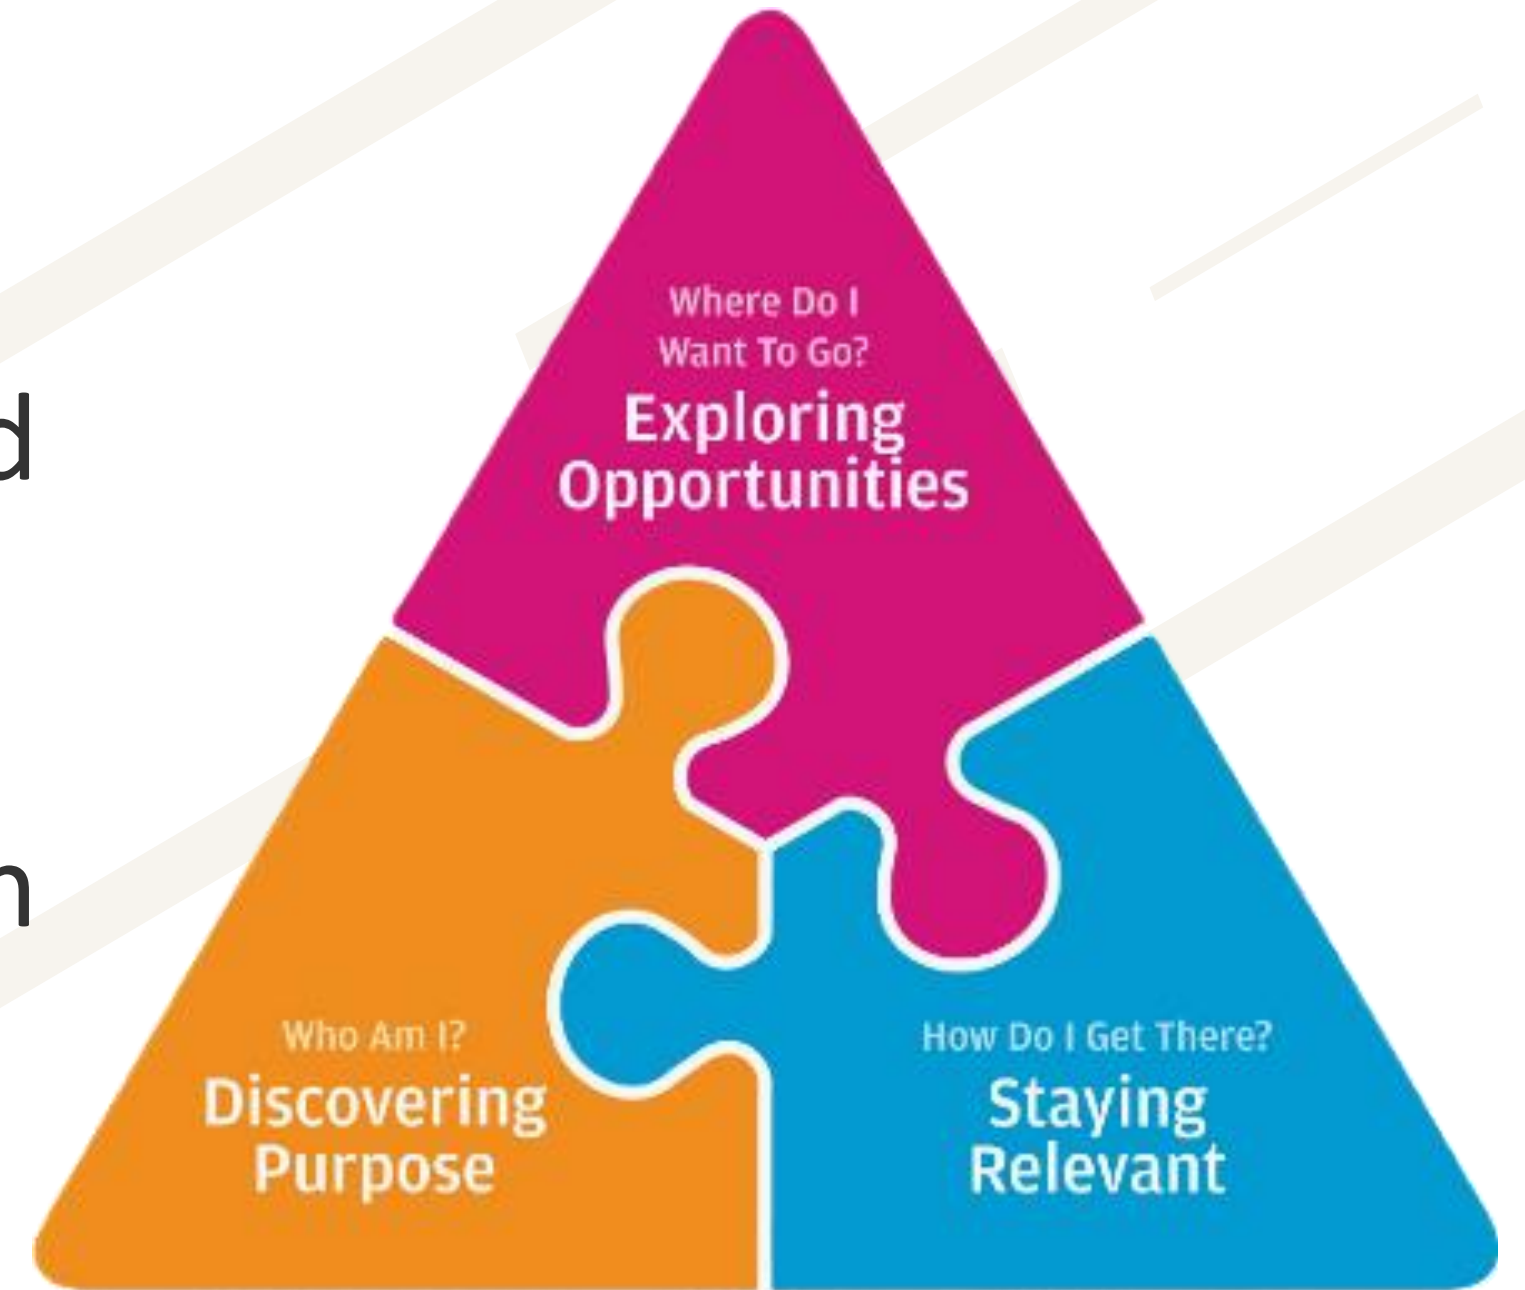 Where Do I
Want To Go?
Exploring
Opportunities
d
n
Who Am I?
Discovering
Purpose
How Do I Get There?
Staying
Relevant